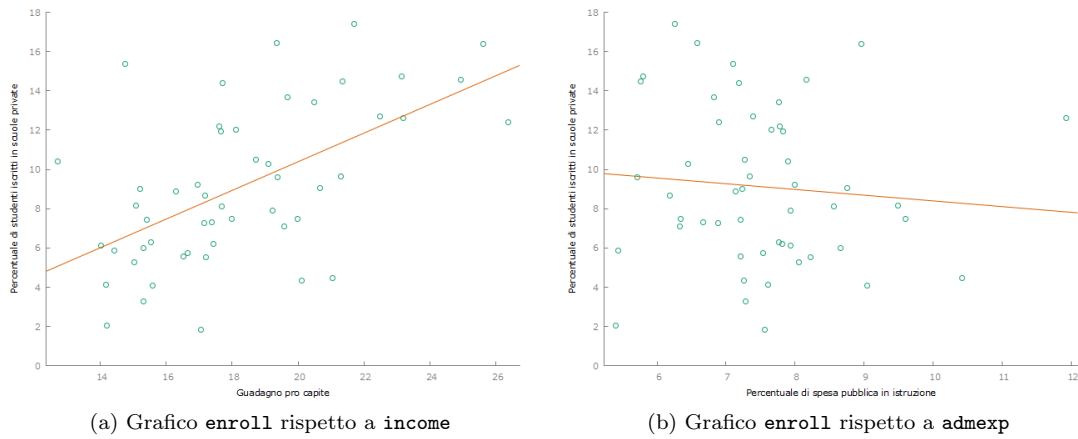 18
16
14
12
10
8
6
4
2
0
Percentuale di studenti iscritti in scuole private
14 16 18 20 22 24 26
Guadagno pro capite
(a) Grafico enroll rispetto a income
18
16
14
12
10
8
6
4
2
0
Percentuale di studenti iscritti in scuole private
6 7 8 9 10 11 12
Percentuale di spesa pubblica in istruzione
(b) Grafico enroll rispetto a admexp